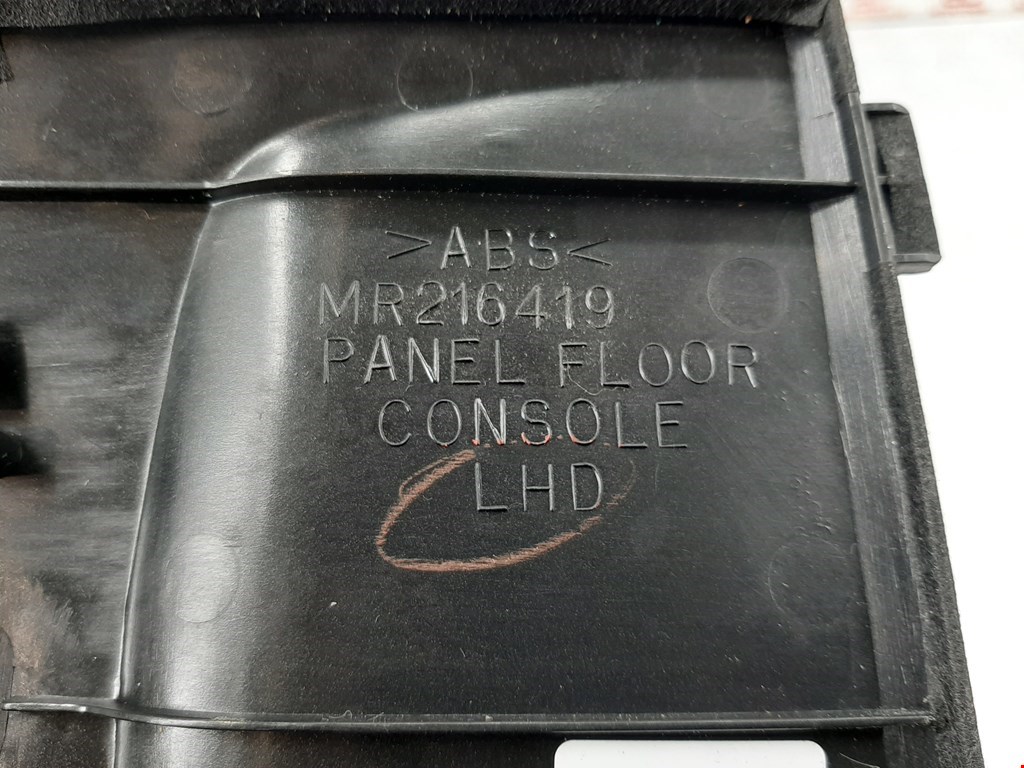 >ABS<
MR216419
PANEL FLOOR
CONSOLE
LHD